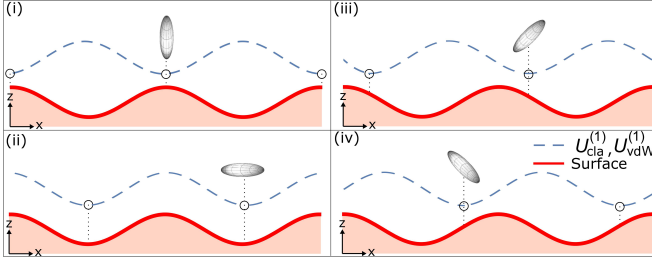 (i)
z
x
(iii)
z
x
(ii)
z
x
(iv)
U_cla^(1), U_vdW^(1)
Surface
z
x